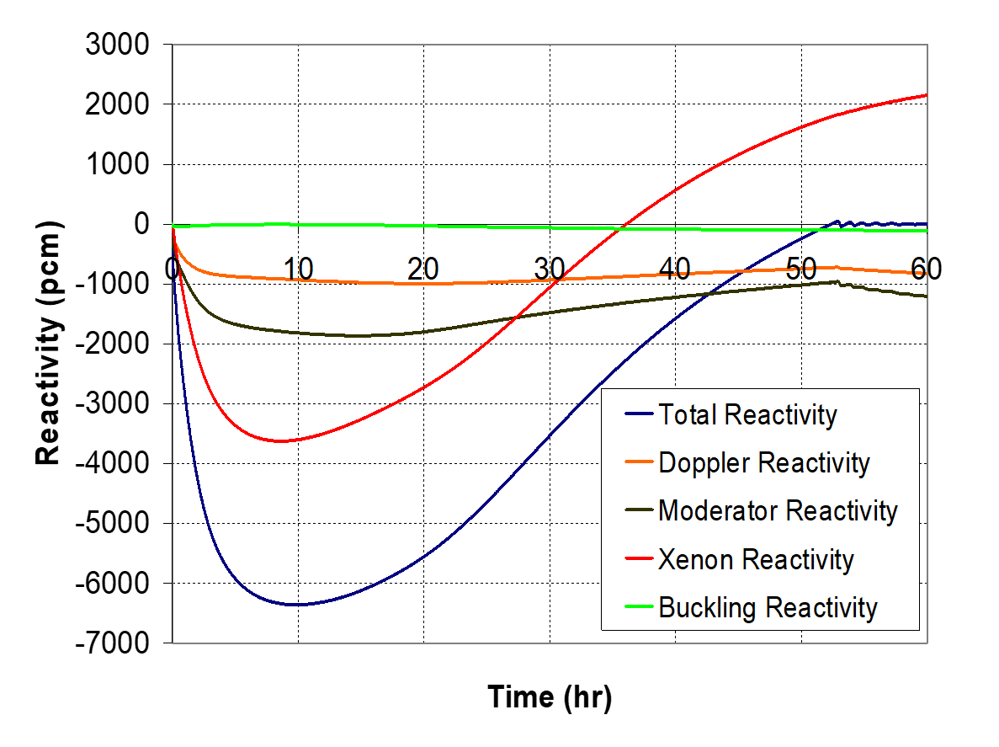 3000
2000
1000
0
-1000
-2000
-3000
-4000
-5000
-6000
-7000
Reactivity (pcm)
0 10 20 30 40 50 60
Total Reactivity
Doppler Reactivity
Moderator Reactivity
Xenon Reactivity
Buckling Reactivity
Time (hr)